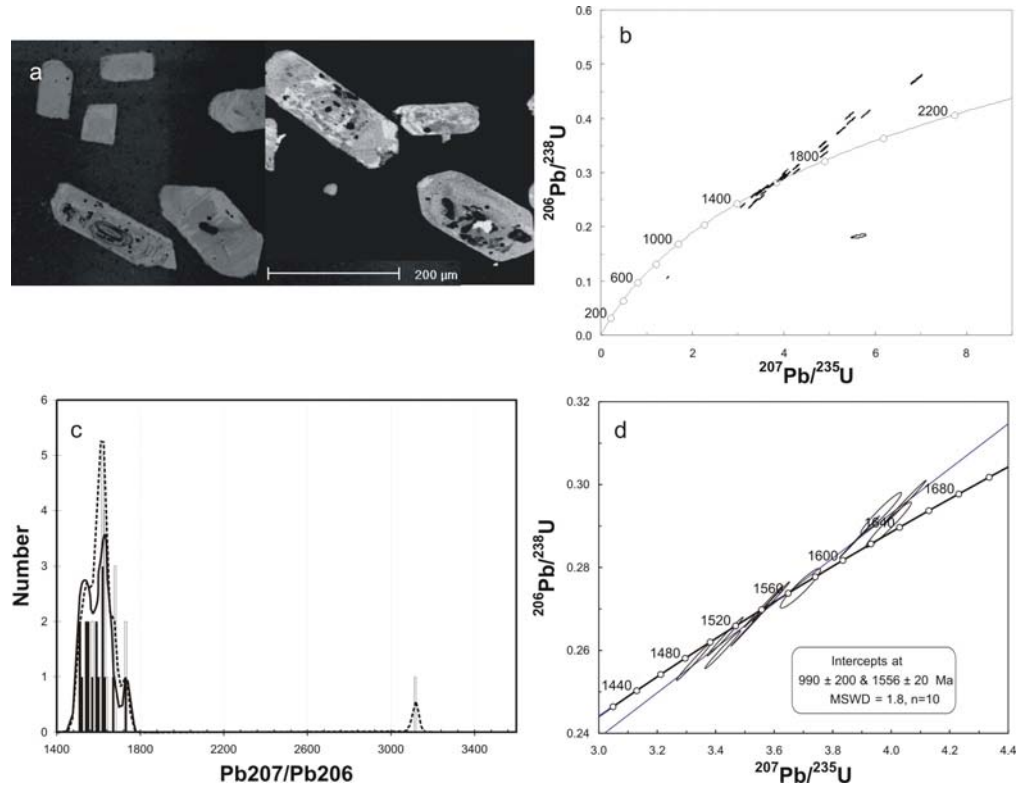 a
200 µm
b
0.6
0.5
0.4
0.3
0.2
0.1
0.0
²⁰⁶Pb/²³⁸U
2200
1800
1400
1000
600
200
0 2 4 6 8
²⁰⁷Pb/²³⁵U
c
6
5
4
3
2
1
0
Number
1400 1800 2200 2600 3000 3400
Pb207/Pb206
d
0.32
0.30
0.28
0.26
0.24
²⁰⁶Pb/²³⁸U
1680
1640
1600
1560
1520
1480
1440
Intercepts at
990 ± 200 & 1556 ± 20 Ma
MSWD = 1.8, n=10
3.0 3.2 3.4 3.6 3.8 4.0 4.2 4.4
²⁰⁷Pb/²³⁵U